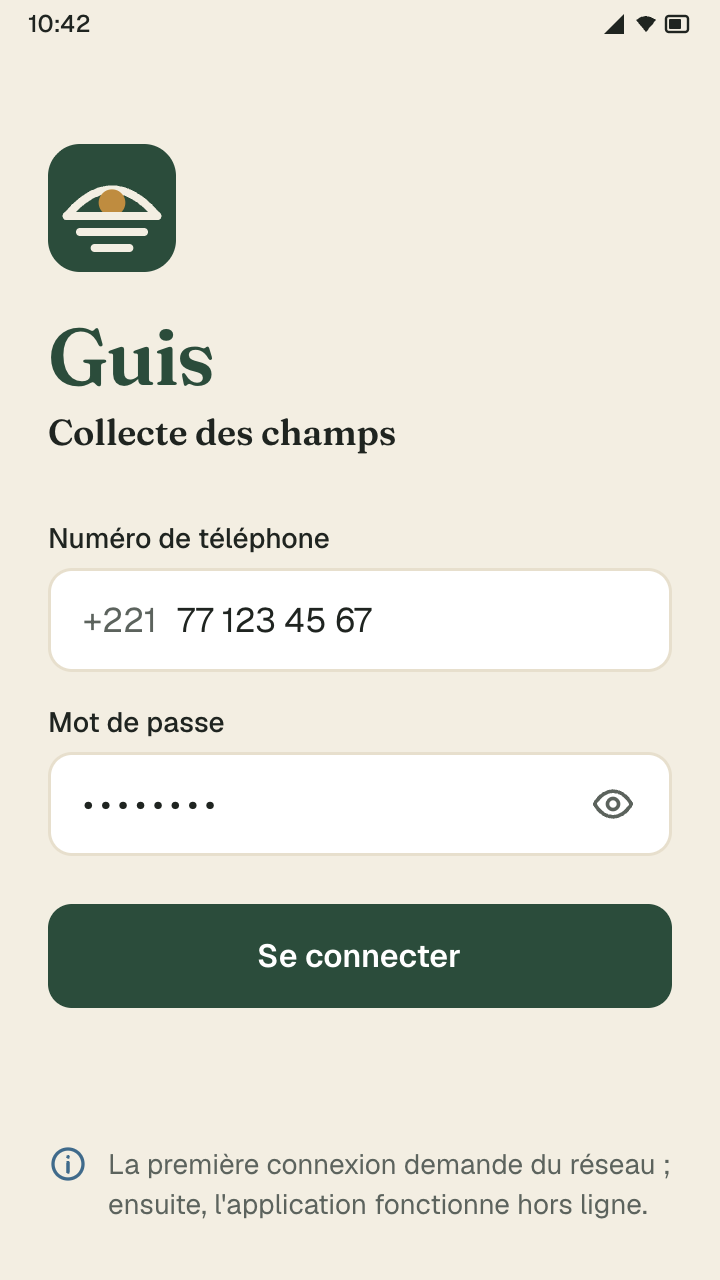 10:42
Guis
Collecte des champs
Numéro de téléphone
+221 77 123 45 67
Mot de passe
••••••••
Se connecter
La première connexion demande du réseau ;
ensuite, l'application fonctionne hors ligne.